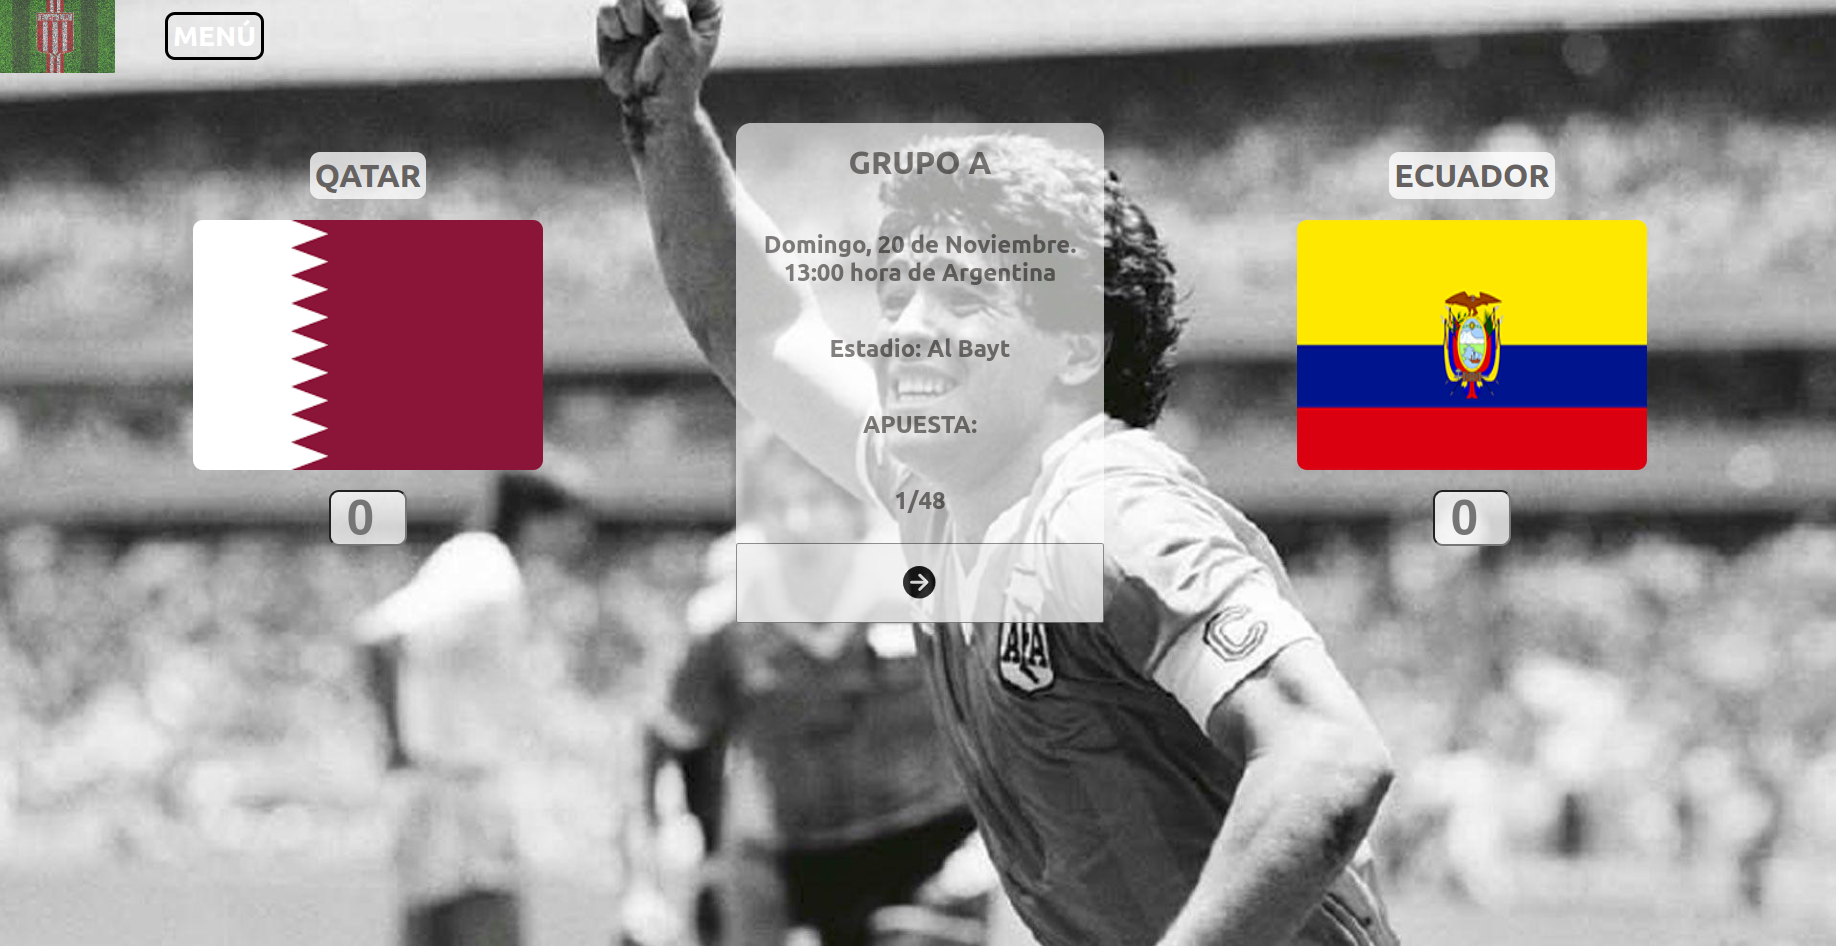 MENÚ
QATAR
0
GRUPO A
Domingo, 20 de Noviembre.
13:00 hora de Argentina
Estadio: Al Bayt
APUESTA:
1/48
ECUADOR
0
AFA
C